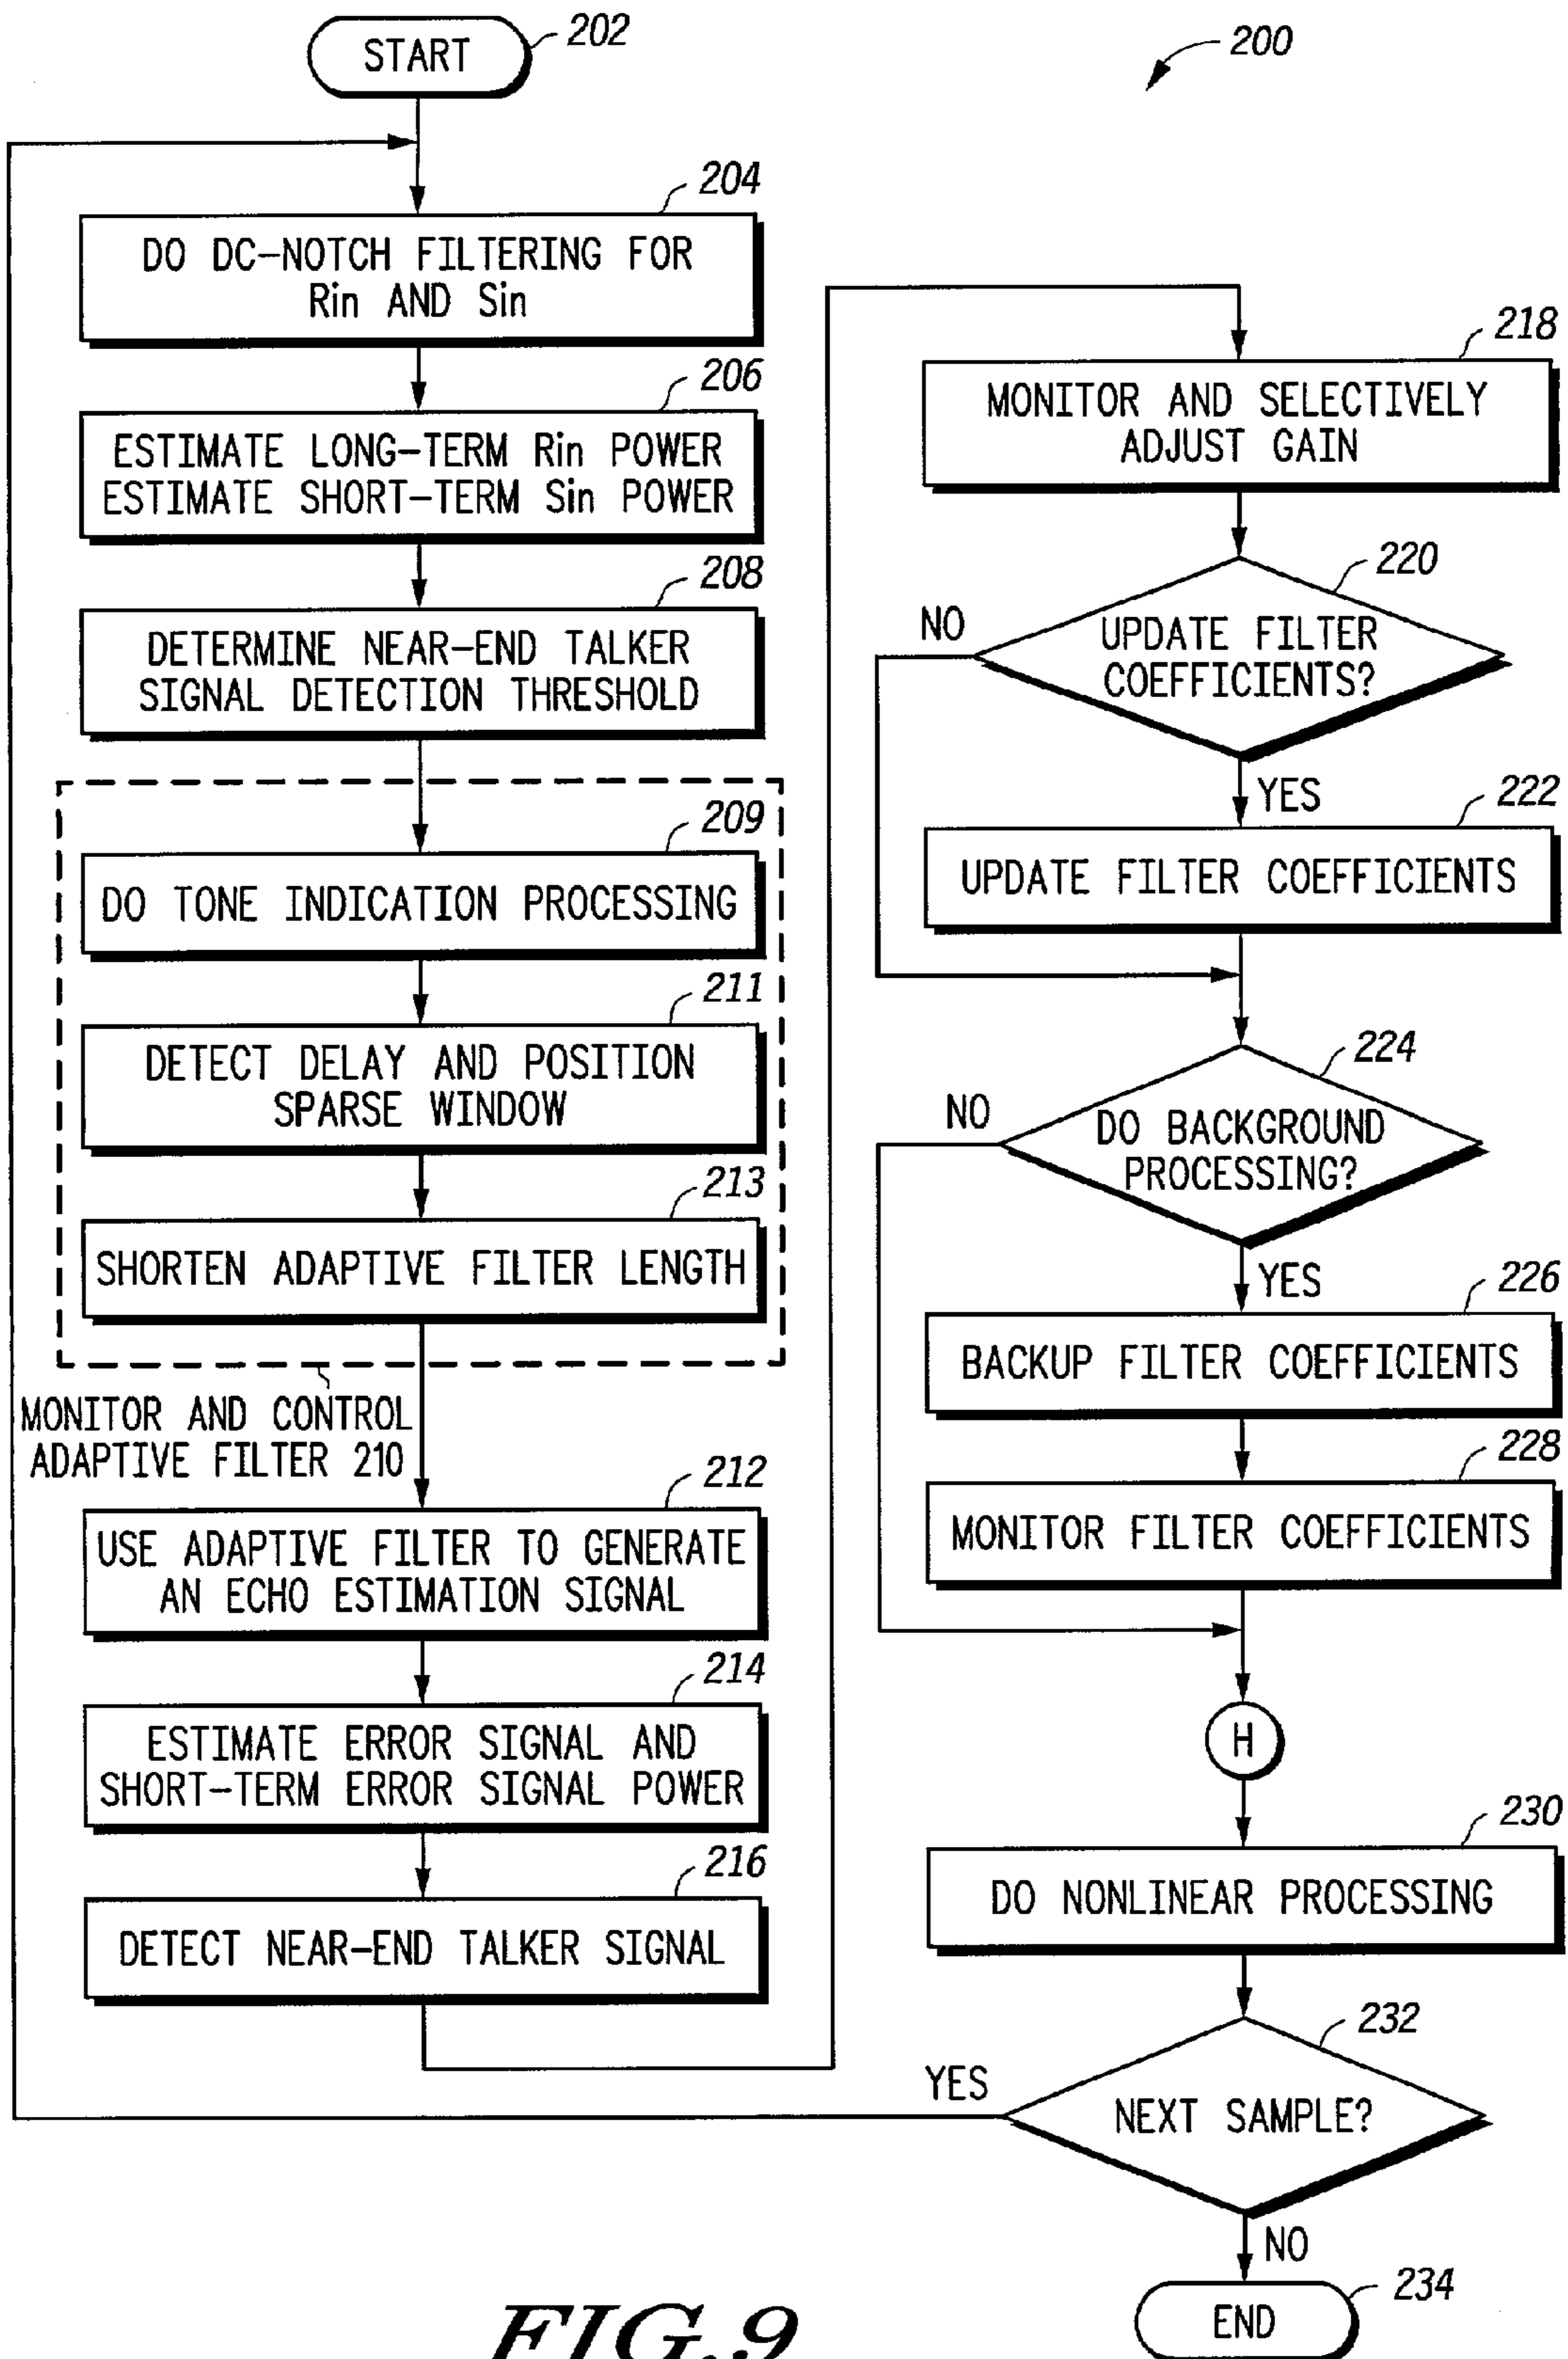 START
202
200
204
DO DC-NOTCH FILTERING FOR
Rin AND Sin
206
ESTIMATE LONG-TERM Rin POWER
ESTIMATE SHORT-TERM Sin POWER
208
DETERMINE NEAR-END TALKER
SIGNAL DETECTION THRESHOLD
209
DO TONE INDICATION PROCESSING
211
DETECT DELAY AND POSITION
SPARSE WINDOW
213
SHORTEN ADAPTIVE FILTER LENGTH
MONITOR AND CONTROL
ADAPTIVE FILTER 210
212
USE ADAPTIVE FILTER TO GENERATE
AN ECHO ESTIMATION SIGNAL
214
ESTIMATE ERROR SIGNAL AND
SHORT-TERM ERROR SIGNAL POWER
216
DETECT NEAR-END TALKER SIGNAL
218
MONITOR AND SELECTIVELY
ADJUST GAIN
220
NO
UPDATE FILTER
COEFFICIENTS?
YES
222
UPDATE FILTER COEFFICIENTS
224
NO
DO BACKGROUND
PROCESSING?
YES
226
BACKUP FILTER COEFFICIENTS
228
MONITOR FILTER COEFFICIENTS
H
230
DO NONLINEAR PROCESSING
232
YES
NEXT SAMPLE?
NO
234
END
FIG.9